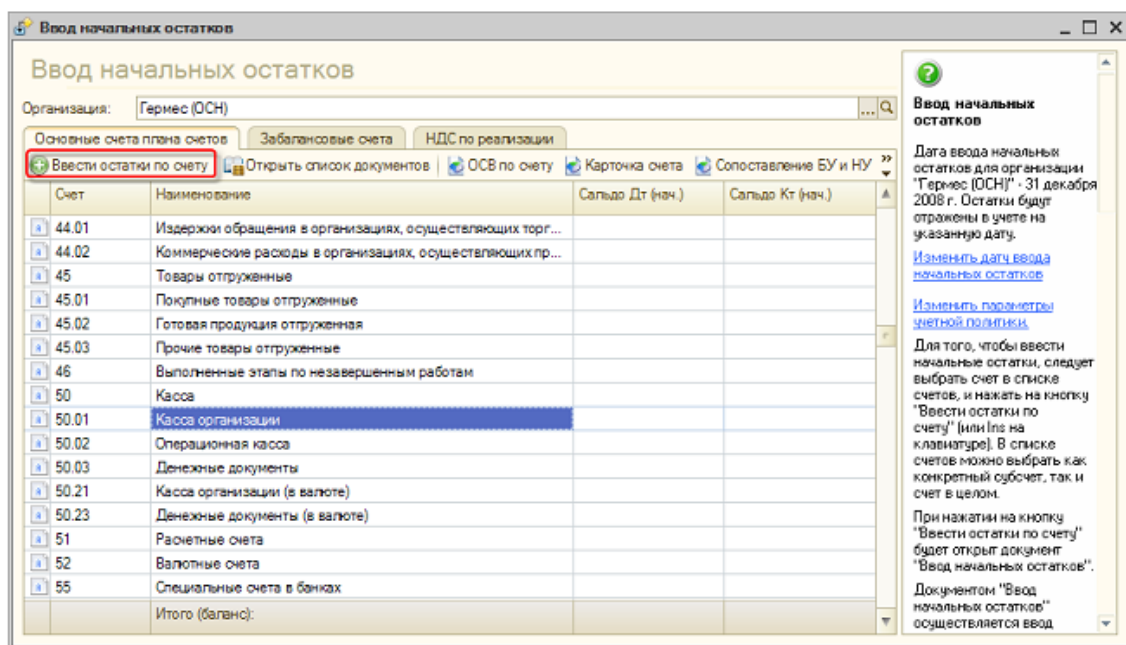 Ввод начальных остатков
Ввод начальных остатков
Организация: Гермес (ОСН) ...
Основные счета плана счетов Забалансовые счета НДС по реализации
Ввести остатки по счету Открыть список документов ОСВ по счету Карточка счета Сопоставление БУ и НУ
Счет Наименование Сальдо Дт (нач.) Сальдо Кт (нач.)
44.01 Издержки обращения в организациях, осуществляющих торг...
44.02 Коммерческие расходы в организациях, осуществляющих пр...
45 Товары отгруженные
45.01 Покупные товары отгруженные
45.02 Готовая продукция отгруженная
45.03 Прочие товары отгруженные
46 Выполненные этапы по незавершенным работам
50 Касса
50.01 Касса организации
50.02 Операционная касса
50.03 Денежные документы
50.21 Касса организации (в валюте)
50.23 Денежные документы (в валюте)
51 Расчетные счета
52 Валютные счета
55 Специальные счета в банках
Итого (баланс):
Ввод начальных
остатков
Дата ввода начальных
остатков для организации
"Гермес (ОСН)" - 31 декабря
2008 г. Остатки будут
отражены в учете на
указанную дату.
Изменить дату ввода
начальных остатков
Изменить параметры
учетной политики.
Для того, чтобы ввести
начальные остатки, следует
выбрать счет в списке
счетов, и нажать на кнопку
"Ввести остатки по
счету" (или Ins на
клавиатуре). В списке
счетов можно выбрать как
конкретный субсчет, так и
счет в целом.
При нажатии на кнопку
"Ввести остатки по счету"
будет открыт документ
"Ввод начальных остатков".
Документом "Ввод
начальных остатков"
осуществляется ввод